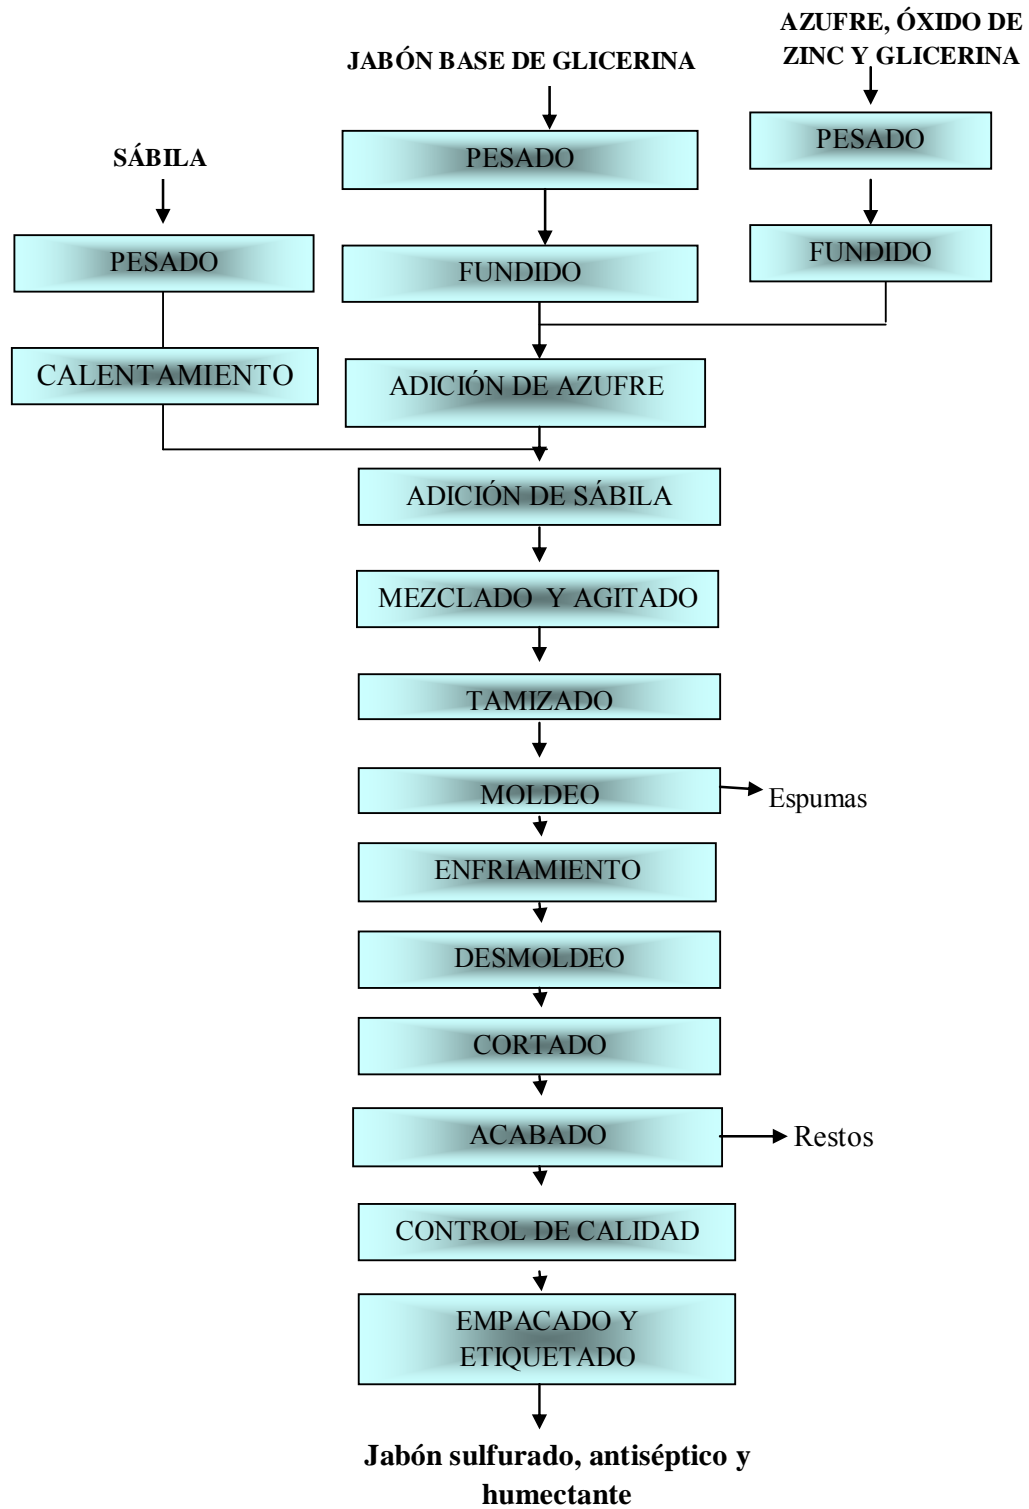 AZUFRE, ÓXIDO DE
ZINC Y GLICERINA
JABÓN BASE DE GLICERINA
SÁBILA
PESADO
PESADO
PESADO
FUNDIDO
FUNDIDO
CALENTAMIENTO
ADICIÓN DE AZUFRE
ADICIÓN DE SÁBILA
MEZCLADO Y AGITADO
TAMIZADO
MOLDEO
Espumas
ENFRIAMIENTO
DESMOLDEO
CORTADO
ACABADO
Restos
CONTROL DE CALIDAD
EMPACADO Y
ETIQUETADO
Jabón sulfurado, antiséptico y
humectante